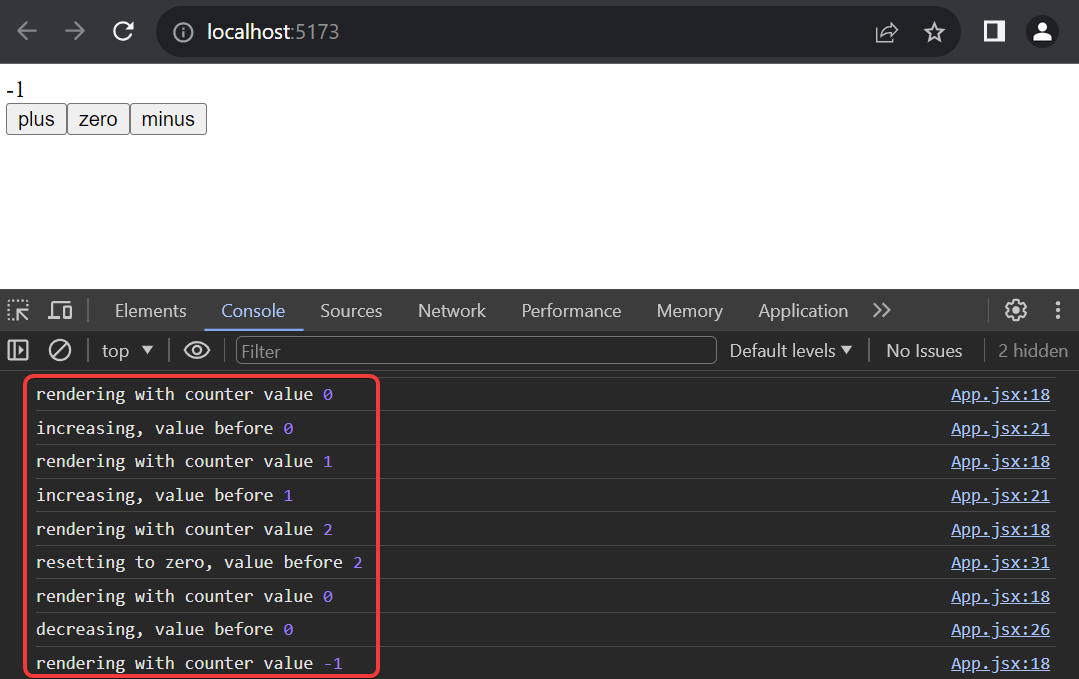 localhost:5173
-1
plus zero minus
Elements Console Sources Network Performance Memory Application
top Filter Default levels No Issues 2 hidden
rendering with counter value 0 App.jsx:18
increasing, value before 0 App.jsx:21
rendering with counter value 1 App.jsx:18
increasing, value before 1 App.jsx:21
rendering with counter value 2 App.jsx:18
resetting to zero, value before 2 App.jsx:31
rendering with counter value 0 App.jsx:18
decreasing, value before 0 App.jsx:26
rendering with counter value -1 App.jsx:18